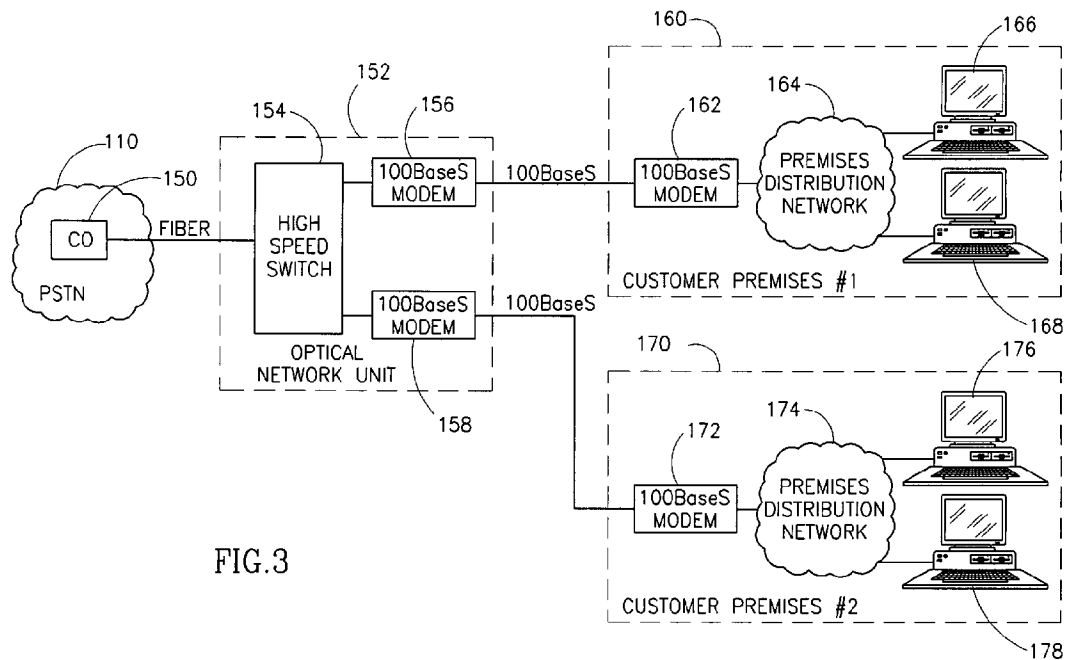 160
166
152
154
156
162
164
110
150
100BaseS
MODEM
100BaseS
100BaseS
MODEM
PREMISES
DISTRIBUTION
NETWORK
CO
FIBER
HIGH
SPEED
SWITCH
PSTN
100BaseS
MODEM
100BaseS
CUSTOMER PREMISES #1
168
OPTICAL
NETWORK UNIT
158
170
176
172
174
100BaseS
MODEM
PREMISES
DISTRIBUTION
NETWORK
CUSTOMER PREMISES #2
178
FIG.3